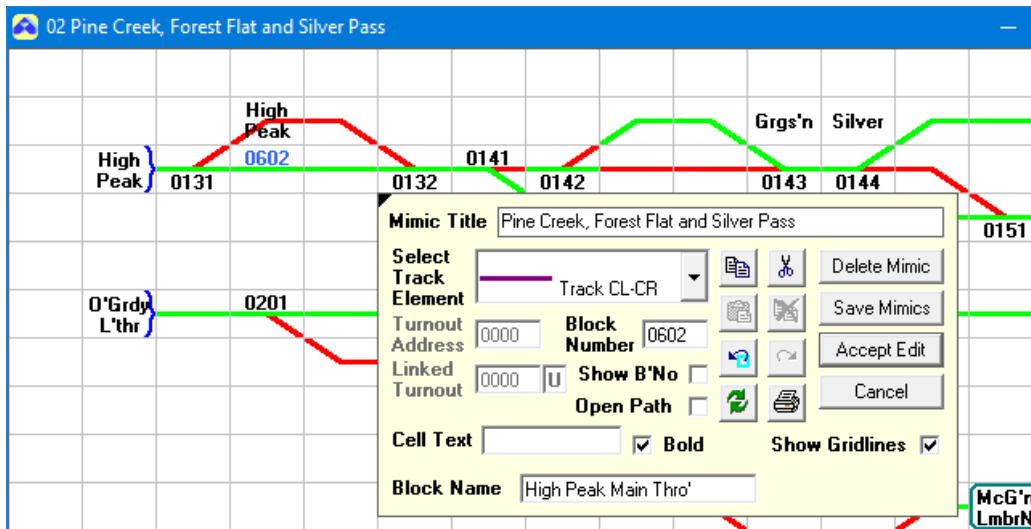 02 Pine Creek, Forest Flat and Silver Pass
High
Peak
Grgs'n Silver
High
Peak
0602
0141
0131
0132
0142
0143
0144
0151
Mimic Title
Pine Creek, Forest Flat and Silver Pass
Select
Track
Element
Track CL-CR
Delete Mimic
O'Grdy
L'thr
0201
Save Mimics
Turnout
Address
0000
Block
Number
0602
Accept Edit
Linked
Turnout
0000
U
Show B'No
Cancel
Open Path
Cell Text
Bold
Show Gridlines
Block Name
High Peak Main Thro'
McG'n
LmbrN